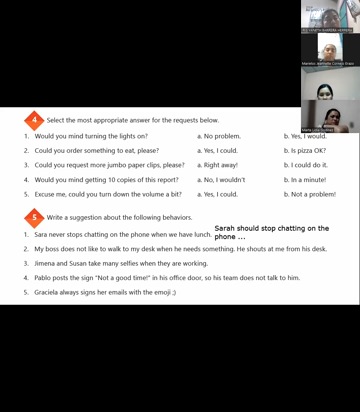 4 Select the most appropriate answer for the requests below.
1. Would you mind turning the lights on? a. No problem. b. Yes, I would.
2. Could you order something to eat, please? a. Yes, I could. b. Is pizza OK?
3. Could you request more jumbo paper clips, please? a. Right away! b. I could do it.
4. Would you mind getting 10 copies of this report? a. No, I wouldn't b. In a minute!
5. Excuse me, could you turn down the volume a bit? a. Yes, I could. b. Not a problem!
5 Write a suggestion about the following behaviors.
1. Sara never stops chatting on the phone when we have lunch. Sarah should stop chatting on the
phone ...
2. My boss does not like to walk to my desk when he needs something. He shouts at me from his desk.
3. Jimena and Susan take many selfies when they are working.
4. Pablo posts the sign "Not a good time!" in his office door, so his team does not talk to him.
5. Graciela always signs her emails with the emoji ;)